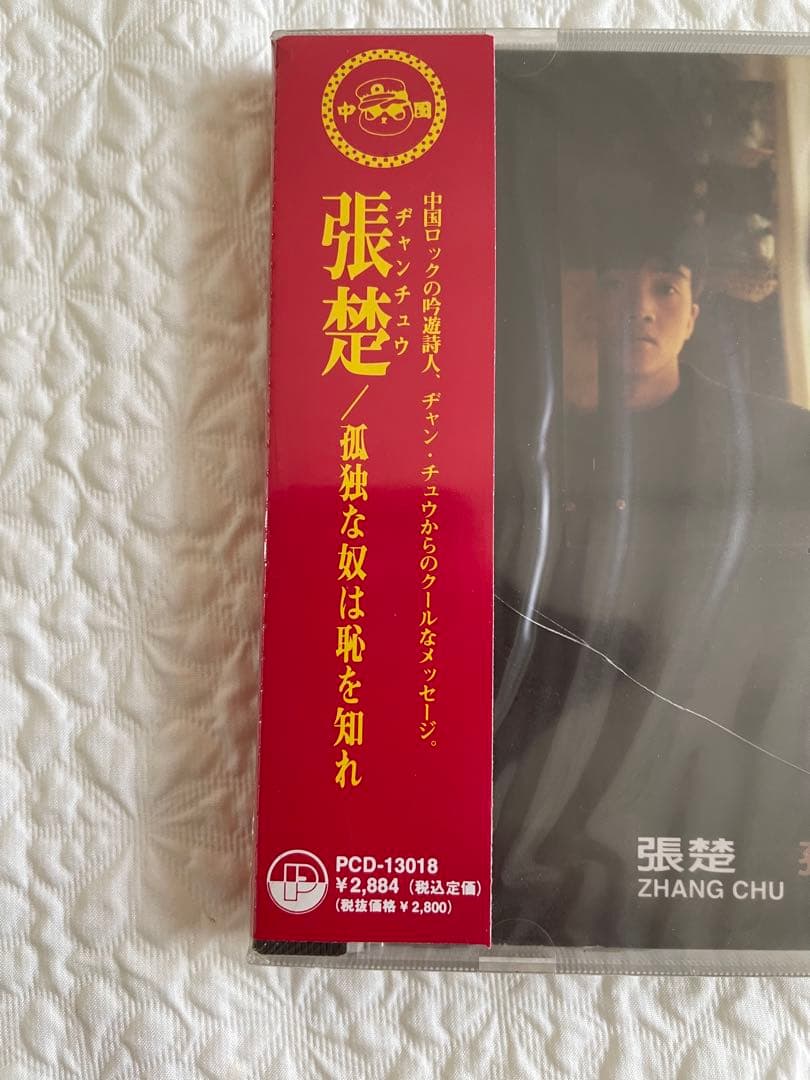 中国
中国ロックの吟遊詩人、ヂャン・チュウからのクールなメッセージ。
ヂャンチュウ
張楚/孤独な奴は恥を知れ
PCD-13018
¥2,884(税込定価)
(税抜価格¥2,800)
張楚
ZHANG CHU